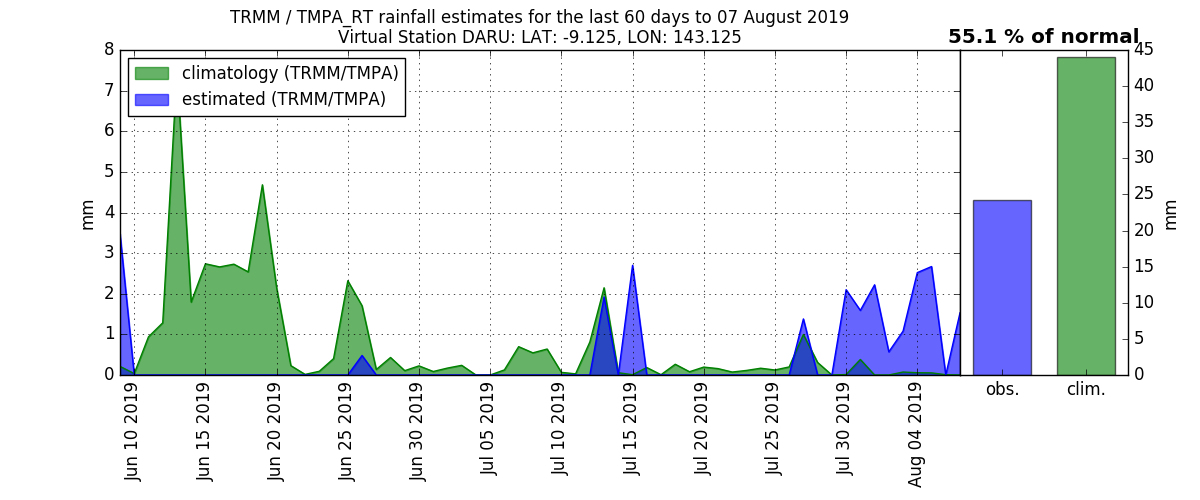 TRMM / TMPA_RT rainfall estimates for the last 60 days to 07 August 2019
Virtual Station DARU: LAT: -9.125, LON: 143.125
55.1 % of normal
climatology (TRMM/TMPA)
estimated (TRMM/TMPA)
8
7
6
5
4
3
2
1
0
mm
Jun 10 2019
Jun 15 2019
Jun 20 2019
Jun 25 2019
Jun 30 2019
Jul 05 2019
Jul 10 2019
Jul 15 2019
Jul 20 2019
Jul 25 2019
Jul 30 2019
Aug 04 2019
obs.
clim.
45
40
35
30
25
20
15
10
5
0
mm